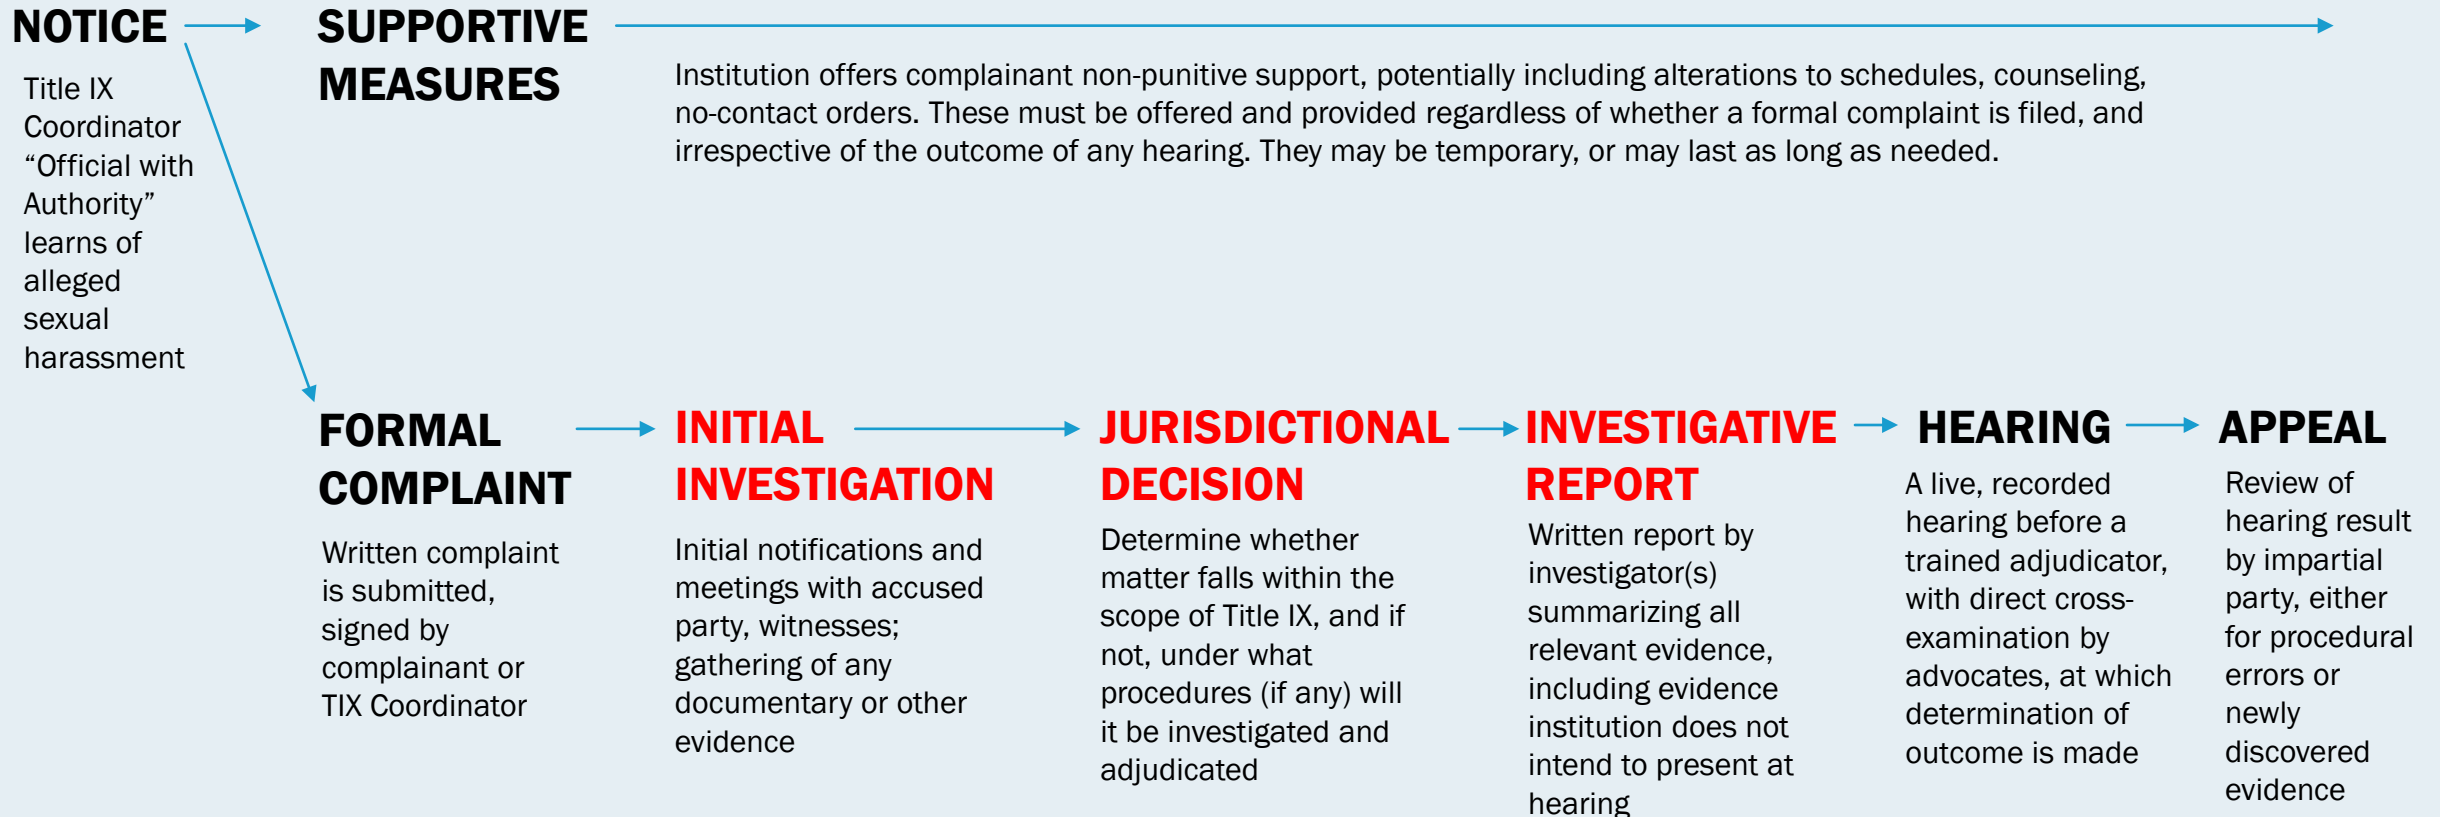 NOTICE
Title IX
Coordinator
“Official with
Authority”
learns of
alleged
sexual
harassment
SUPPORTIVE
MEASURES
Institution offers complainant non-punitive support, potentially including alterations to schedules, counseling,
no-contact orders. These must be offered and provided regardless of whether a formal complaint is filed, and
irrespective of the outcome of any hearing. They may be temporary, or may last as long as needed.
FORMAL
COMPLAINT
Written complaint
is submitted,
signed by
complainant or
TIX Coordinator
INITIAL
INVESTIGATION
Initial notifications and
meetings with accused
party, witnesses;
gathering of any
documentary or other
evidence
JURISDICTIONAL
DECISION
Determine whether
matter falls within the
scope of Title IX, and if
not, under what
procedures (if any) will
it be investigated and
adjudicated
INVESTIGATIVE
REPORT
Written report by
investigator(s)
summarizing all
relevant evidence,
including evidence
institution does not
intend to present at
hearing
HEARING
A live, recorded
hearing before a
trained adjudicator,
with direct cross-
examination by
advocates, at which
determination of
outcome is made
APPEAL
Review of
hearing result
by impartial
party, either
for procedural
errors or
newly
discovered
evidence